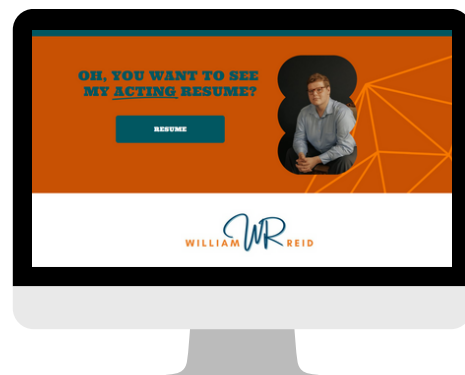 OH, YOU WANT TO SEE
MY ACTING RESUME?
RESUME
WILLIAM WR REID